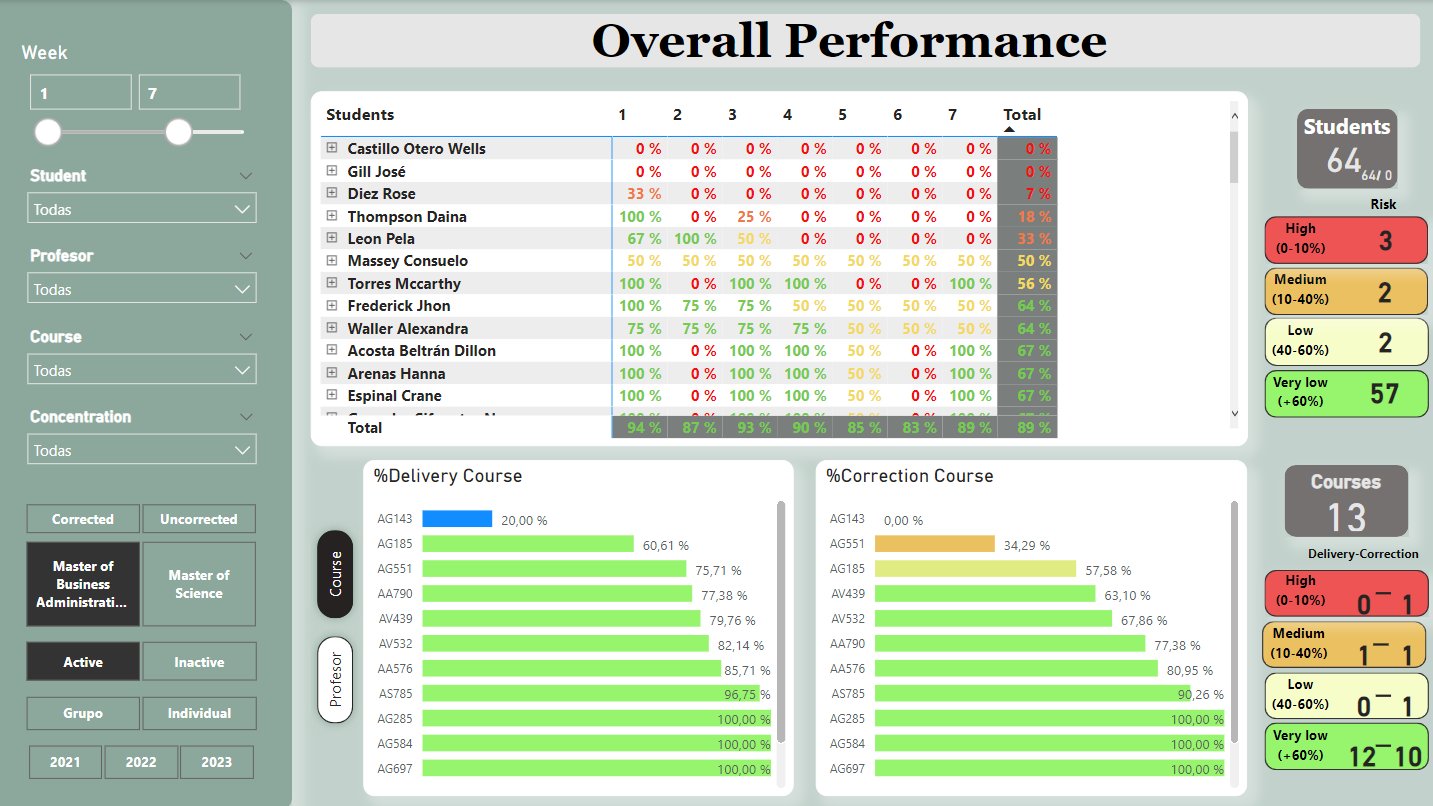 Overall Performance
Week
1 7
Student
Todas
Profesor
Todas
Course
Todas
Concentration
Todas
Corrected Uncorrected
Master of Business Administrati... Master of Science
Active Inactive
Grupo Individual
2021 2022 2023
Students 1 2 3 4 5 6 7 Total
Castillo Otero Wells 0 % 0 % 0 % 0 % 0 % 0 % 0 % 0 %
Gill José 0 % 0 % 0 % 0 % 0 % 0 % 0 % 0 %
Diez Rose 33 % 0 % 0 % 0 % 0 % 0 % 0 % 7 %
Thompson Daina 100 % 0 % 25 % 0 % 0 % 0 % 0 % 18 %
Leon Pela 67 % 100 % 50 % 0 % 0 % 0 % 0 % 33 %
Massey Consuelo 50 % 50 % 50 % 50 % 50 % 50 % 50 % 50 %
Torres Mccarthy 100 % 0 % 100 % 100 % 0 % 0 % 100 % 56 %
Frederick Jhon 100 % 75 % 75 % 50 % 50 % 50 % 50 % 64 %
Waller Alexandra 75 % 75 % 75 % 75 % 50 % 50 % 50 % 64 %
Acosta Beltrán Dillon 100 % 0 % 100 % 100 % 50 % 0 % 100 % 67 %
Arenas Hanna 100 % 0 % 100 % 100 % 50 % 0 % 100 % 67 %
Espinal Crane 100 % 0 % 100 % 100 % 50 % 0 % 100 % 67 %
Total 94 % 87 % 93 % 90 % 85 % 83 % 89 % 89 %
Students
64
64/ 0
Risk
High (0-10%) 3
Medium (10-40%) 2
Low (40-60%) 2
Very low (+60%) 57
Course
Profesor
%Delivery Course
AG143 20,00 %
AG185 60,61 %
AG551 75,71 %
AA790 77,38 %
AV439 79,76 %
AV532 82,14 %
AA576 85,71 %
AS785 96,75 %
AG285 100,00 %
AG584 100,00 %
AG697 100,00 %
%Correction Course
AG143 0,00 %
AG551 34,29 %
AG185 57,58 %
AV439 63,10 %
AV532 67,86 %
AA790 77,38 %
AA576 80,95 %
AS785 90,26 %
AG285 100,00 %
AG584 100,00 %
AG697 100,00 %
Courses
13
Delivery-Correction
High (0-10%) 0 – 1
Medium (10-40%) 1 – 1
Low (40-60%) 0 – 1
Very low (+60%) 12 – 10